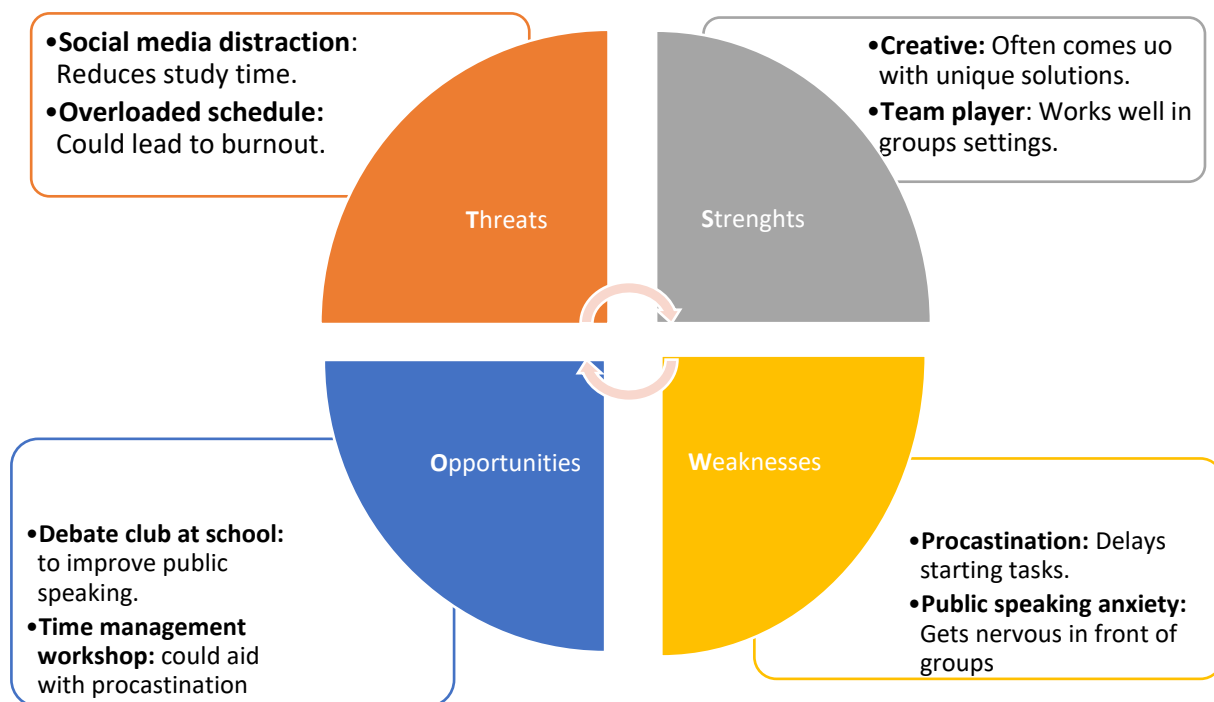 •Social media distraction:
Reduces study time.
•Overloaded schedule:
Could lead to burnout.
•Creative: Often comes uo
with unique solutions.
•Team player: Works well in
groups settings.
Threats
Strenghts
Opportunities
Weaknesses
•Debate club at school:
to improve public
speaking.
•Time management
workshop: could aid
with procastination
•Procastination: Delays
starting tasks.
•Public speaking anxiety:
Gets nervous in front of
groups